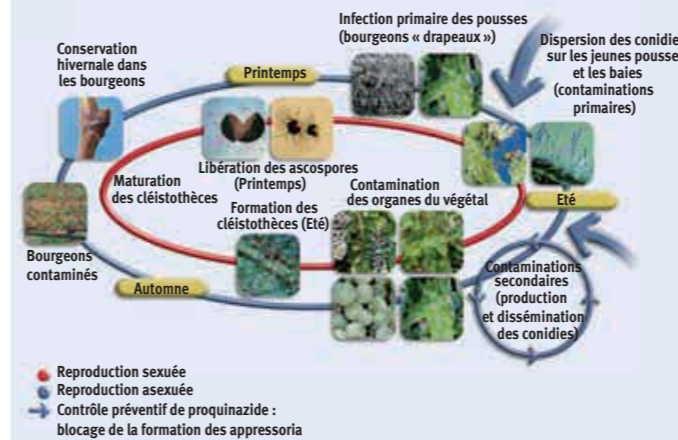 Infection primaire des pousses
(bourgeons « drapeaux »)
Conservation
hivernale dans
les bourgeons
Printemps
Dispersion des conidie
sur les jeunes pousse
et les baies
(contaminations
primaires)
Libération des ascospores
(Printemps)
Maturation
des cléistothèces
Contamination
des organes du végétal
Formation des
cléistothèces (Eté)
Eté
Bourgeons
contaminés
Automne
Contaminations
secondaires
(production
et dissémination
des conidies)
Reproduction sexuée
Reproduction asexuée
Contrôle préventif de proquinazide :
blocage de la formation des appressoria